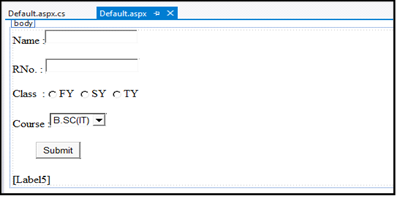 Default.aspx.cs Default.aspx
body
Name :
RNo. :
Class : FY SY TY
Course : B.SC(IT)
Submit
[Label5]